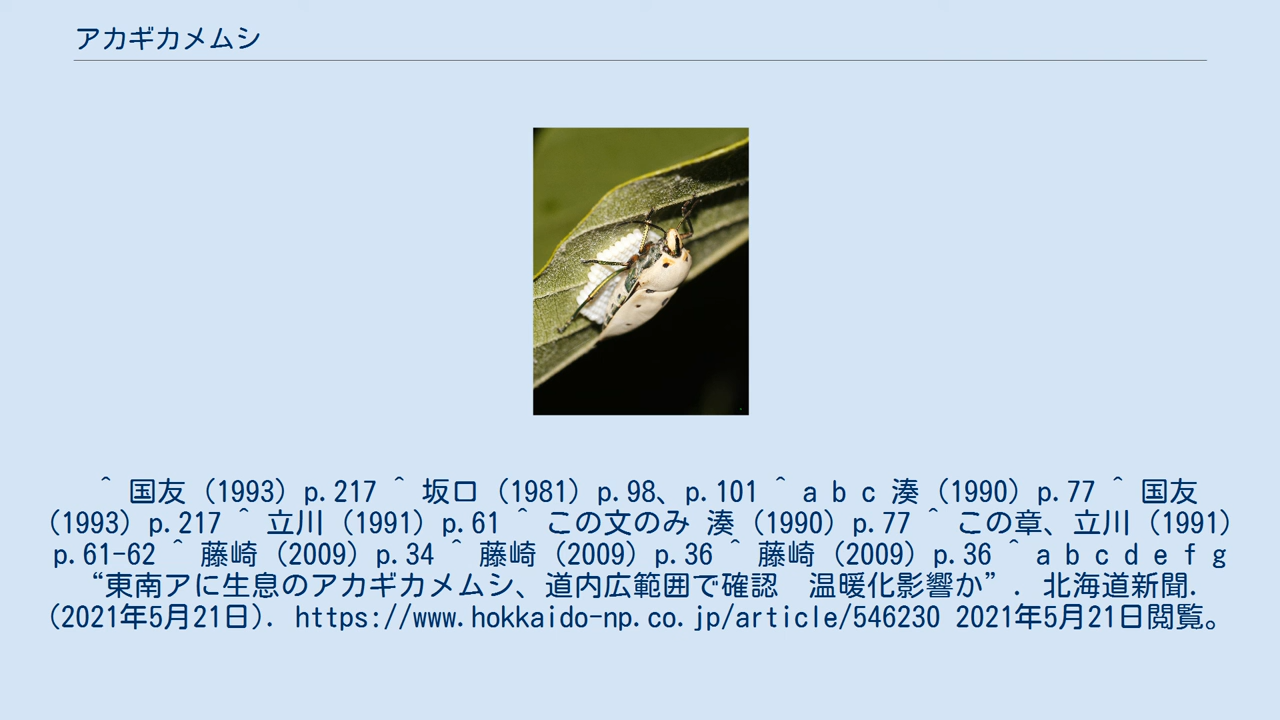 アカギカメムシ
^ 国友（1993）p.217 ^ 坂口（1981）p.98、p.101 ^ a b c 湊（1990）p.77 ^ 国友
（1993）p.217 ^ 立川（1991）p.61 ^ この文のみ 湊（1990）p.77 ^ この章、立川（1991）
p.61-62 ^ 藤崎（2009）p.34 ^ 藤崎（2009）p.36 ^ 藤崎（2009）p.36 ^ a b c d e f g
“東南アに生息のアカギカメムシ、道内広範囲で確認　温暖化影響か”. 北海道新聞.
(2021年5月21日). https://www.hokkaido-np.co.jp/article/546230 2021年5月21日閲覧。